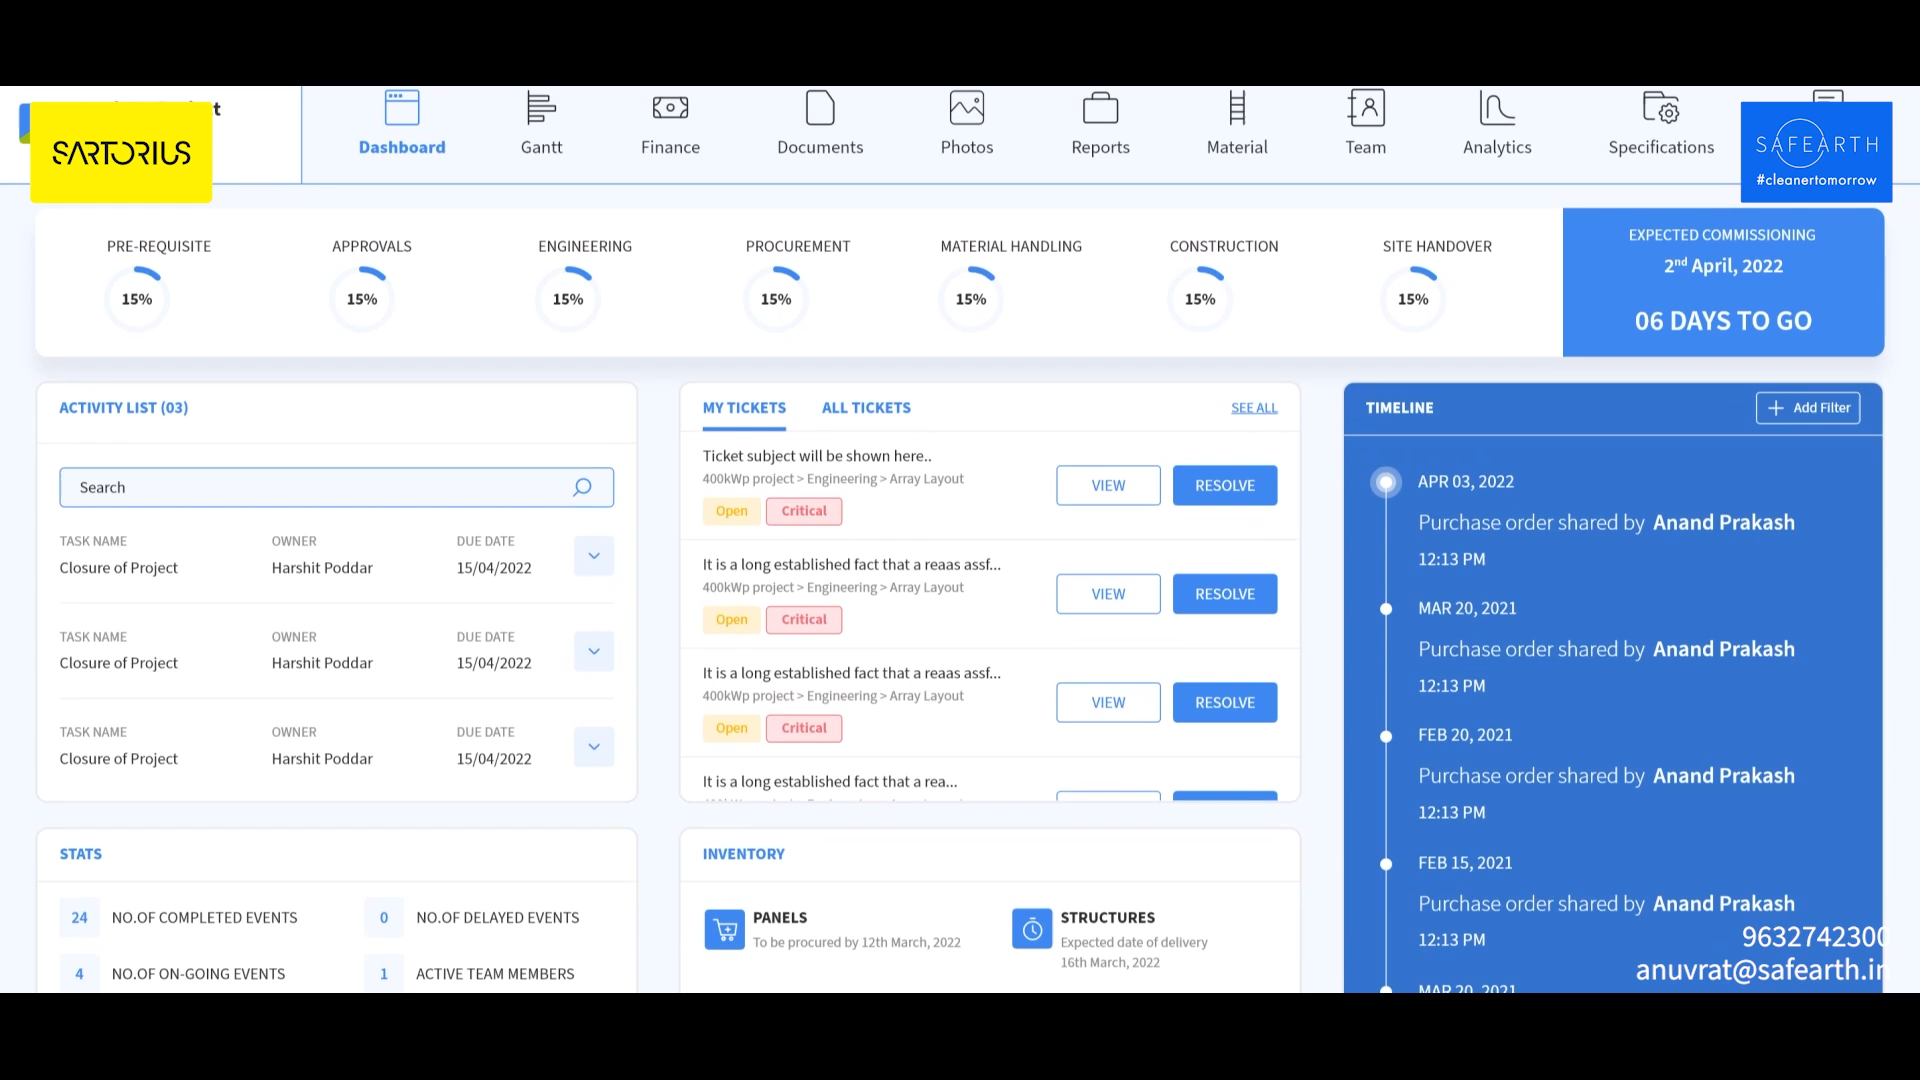 SARTORIUS
t
Dashboard
Gantt
Finance
Documents
Photos
Reports
Material
Team
Analytics
Specifications
SAFEARTH
#cleanertomorrow
PRE-REQUISITE
15%
APPROVALS
15%
ENGINEERING
15%
PROCUREMENT
15%
MATERIAL HANDLING
15%
CONSTRUCTION
15%
SITE HANDOVER
15%
EXPECTED COMMISSIONING
2nd April, 2022
06 DAYS TO GO
ACTIVITY LIST (03)
Search
TASK NAME OWNER DUE DATE
Closure of Project Harshit Poddar 15/04/2022
TASK NAME OWNER DUE DATE
Closure of Project Harshit Poddar 15/04/2022
TASK NAME OWNER DUE DATE
Closure of Project Harshit Poddar 15/04/2022
MY TICKETS ALL TICKETS SEE ALL
Ticket subject will be shown here..
400kWp project > Engineering > Array Layout
Open Critical
VIEW RESOLVE
It is a long established fact that a reaas assf...
400kWp project > Engineering > Array Layout
Open Critical
VIEW RESOLVE
It is a long established fact that a reaas assf...
400kWp project > Engineering > Array Layout
Open Critical
VIEW RESOLVE
It is a long established fact that a rea...
TIMELINE
+ Add Filter
APR 03, 2022
Purchase order shared by Anand Prakash
12:13 PM
MAR 20, 2021
Purchase order shared by Anand Prakash
12:13 PM
FEB 20, 2021
Purchase order shared by Anand Prakash
12:13 PM
FEB 15, 2021
Purchase order shared by Anand Prakash
12:13 PM
MAR 20, 2021
STATS
24 NO.OF COMPLETED EVENTS
0 NO.OF DELAYED EVENTS
4 NO.OF ON-GOING EVENTS
1 ACTIVE TEAM MEMBERS
INVENTORY
PANELS
To be procured by 12th March, 2022
STRUCTURES
Expected date of delivery
16th March, 2022
9632742300
anuvrat@safearth.in